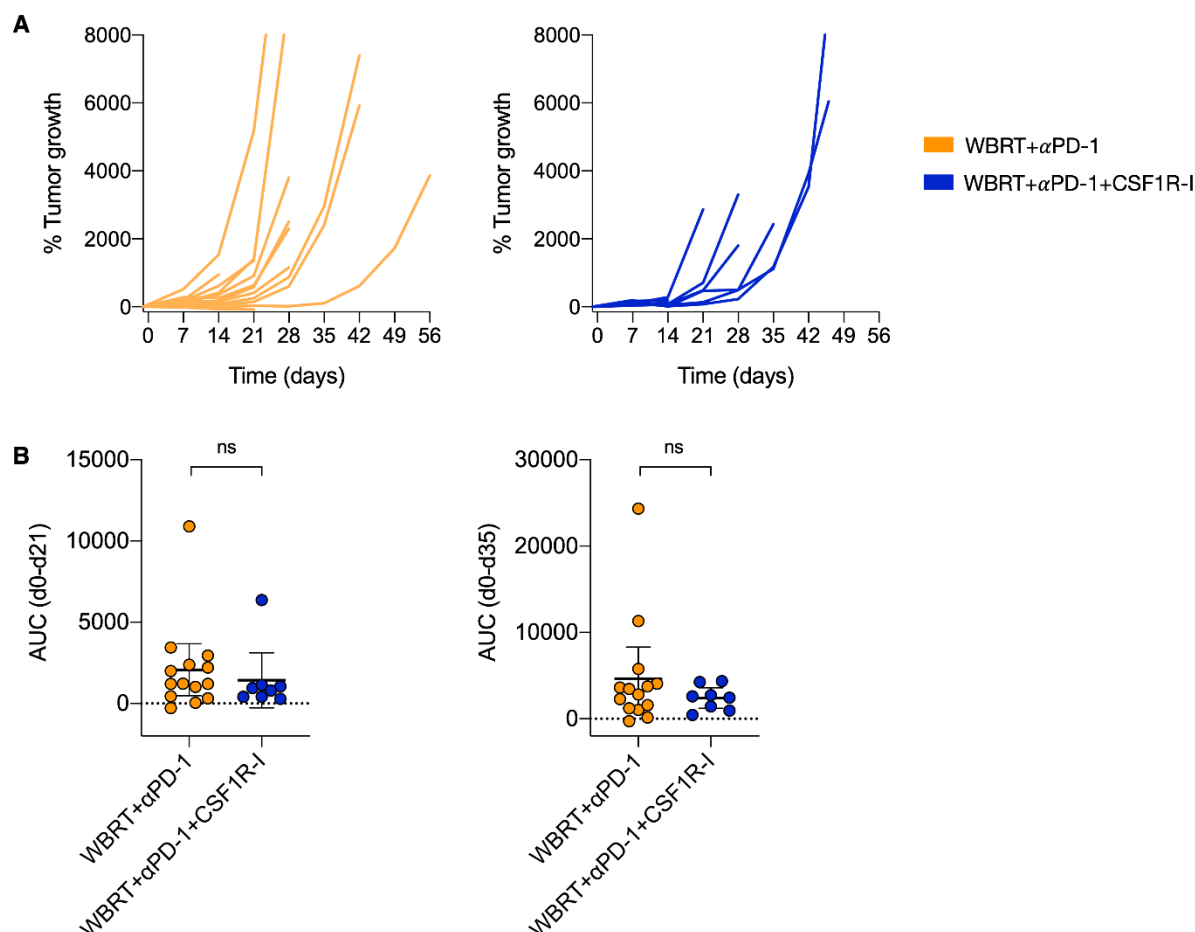 A
% Tumor growth
8000
6000
4000
2000
0
0 7 14 21 28 35 42 49 56
Time (days)
% Tumor growth
8000
6000
4000
2000
0
0 7 14 21 28 35 42 49 56
Time (days)
WBRT+αPD-1
WBRT+αPD-1+CSF1R-I
B
AUC (d0-d21)
15000
10000
5000
0
ns
WBRT+αPD-1
WBRT+αPD-1+CSF1R-I
AUC (d0-d35)
30000
20000
10000
0
ns
WBRT+αPD-1
WBRT+αPD-1+CSF1R-I